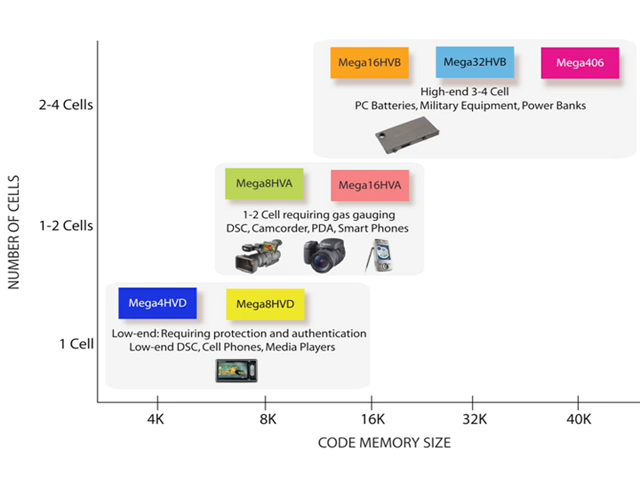 Mega16HVB Mega32HVB Mega406
High-end 3-4 Cell
PC Batteries, Military Equipment, Power Banks
2-4 Cells
Mega8HVA Mega16HVA
1-2 Cell requiring gas gauging
DSC, Camcorder, PDA, Smart Phones
1-2 Cells
NUMBER OF CELLS
Mega4HVD Mega8HVD
Low-end: Requiring protection and authentication
Low-end DSC, Cell Phones, Media Players
1 Cell
4K 8K 16K 32K 40K
CODE MEMORY SIZE